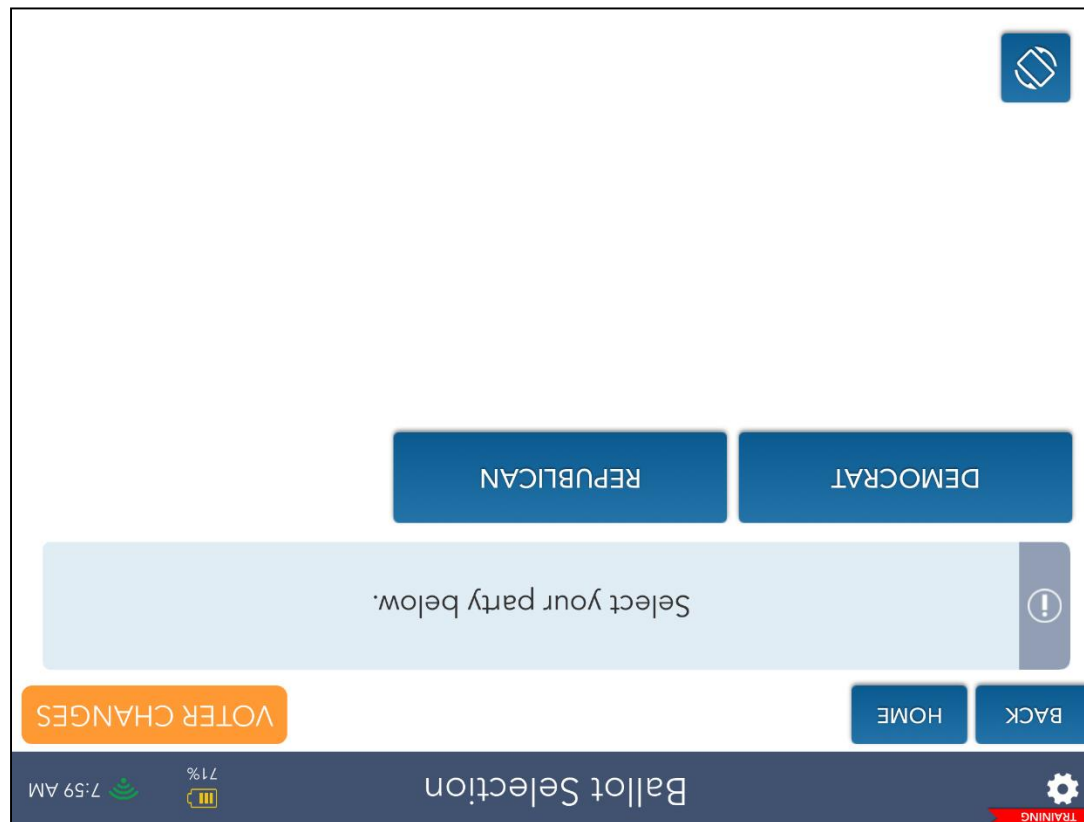 TRAINING
Ballot Selection
71%
7:59 AM
BACK
HOME
VOTER CHANGES
Select your party below.
DEMOCRAT
REPUBLICAN